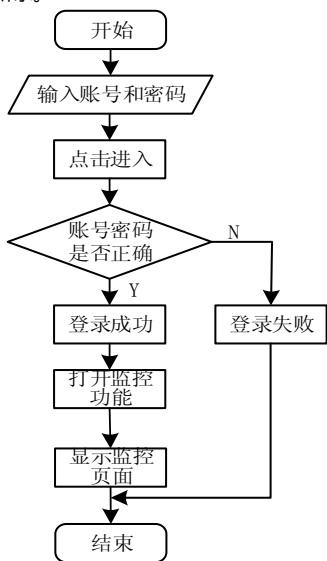 开始
输入账号和密码
点击进入
账号密码
是否正确
N
Y
登录成功
登录失败
打开监控
功能
显示监控
页面
结束